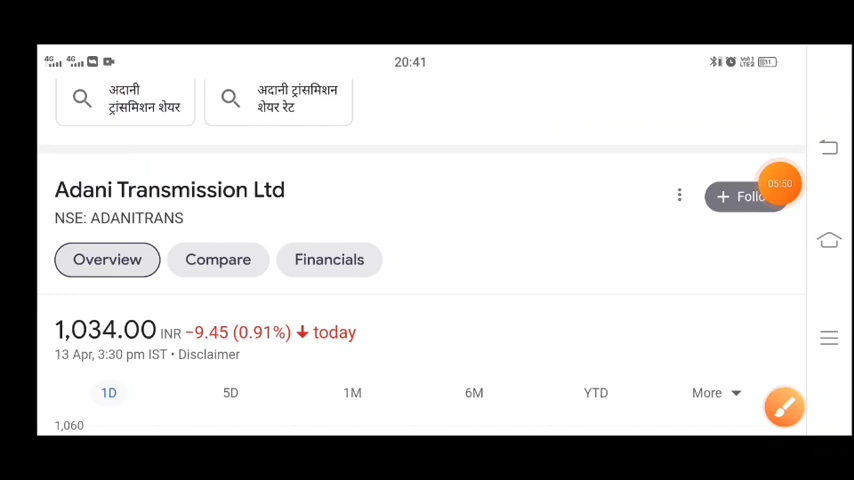 20:41
अदानी
ट्रांसमिशन शेयर
अदानी ट्रांसमिशन
शेयर रेट
Adani Transmission Ltd
NSE: ADANITRANS
+ Follo
05:50
Overview
Compare
Financials
1,034.00 INR −9.45 (0.91%) ↓ today
13 Apr, 3:30 pm IST • Disclaimer
1D
5D
1M
6M
YTD
More
1,060